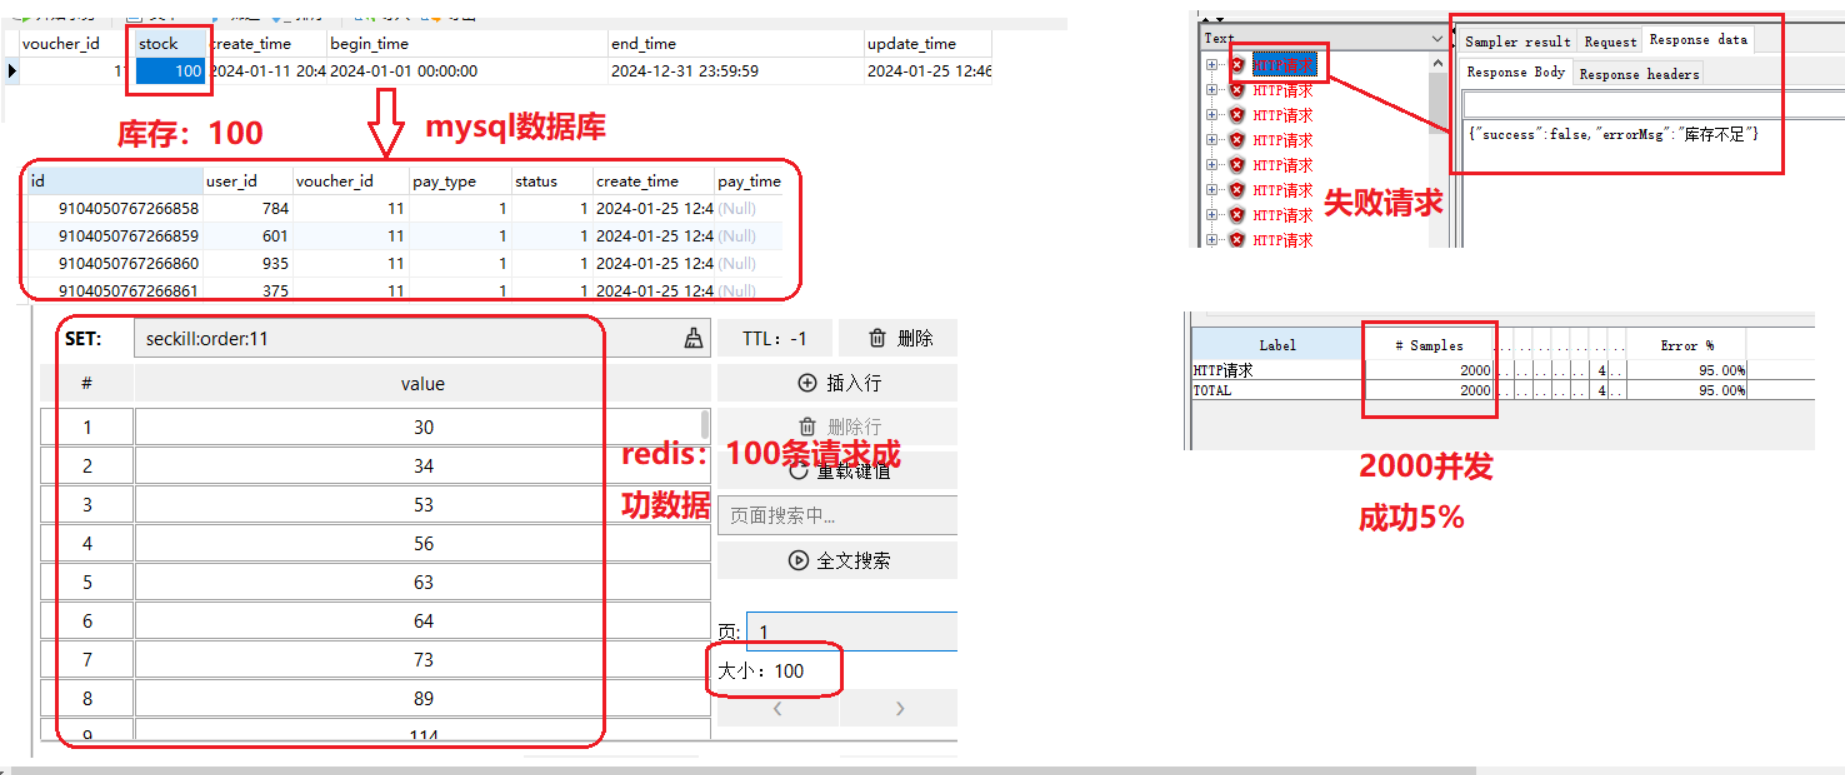 voucher_id stock create_time begin_time end_time update_time
11 100 2024-01-11 20:4 2024-01-01 00:00:00 2024-12-31 23:59:59 2024-01-25 12:46
库存：100
mysql数据库
id user_id voucher_id pay_type status create_time pay_time
9104050767266858 784 11 1 1 2024-01-25 12:4 (Null)
9104050767266859 601 11 1 1 2024-01-25 12:4 (Null)
9104050767266860 935 11 1 1 2024-01-25 12:4 (Null)
9104050767266861 375 11 1 1 2024-01-25 12:4 (Null)
SET: seckill:order:11 TTL：-1 删除
# value 插入行
1 30 删除行
2 34 重载键值
3 53 页面搜索中...
4 56 全文搜索
5 63
6 64 页: 1
7 73 大小：100
8 89
9 114
redis：100条请求成
功数据
Text
HTTP请求
HTTP请求
HTTP请求
HTTP请求
HTTP请求
HTTP请求
HTTP请求
HTTP请求
失败请求
Sampler result Request Response data
Response Body Response headers
{"success":false,"errorMsg":"库存不足"}
Label # Samples ... Error %
HTTP请求 2000 4 95.00%
TOTAL 2000 4 95.00%
2000并发
成功5%